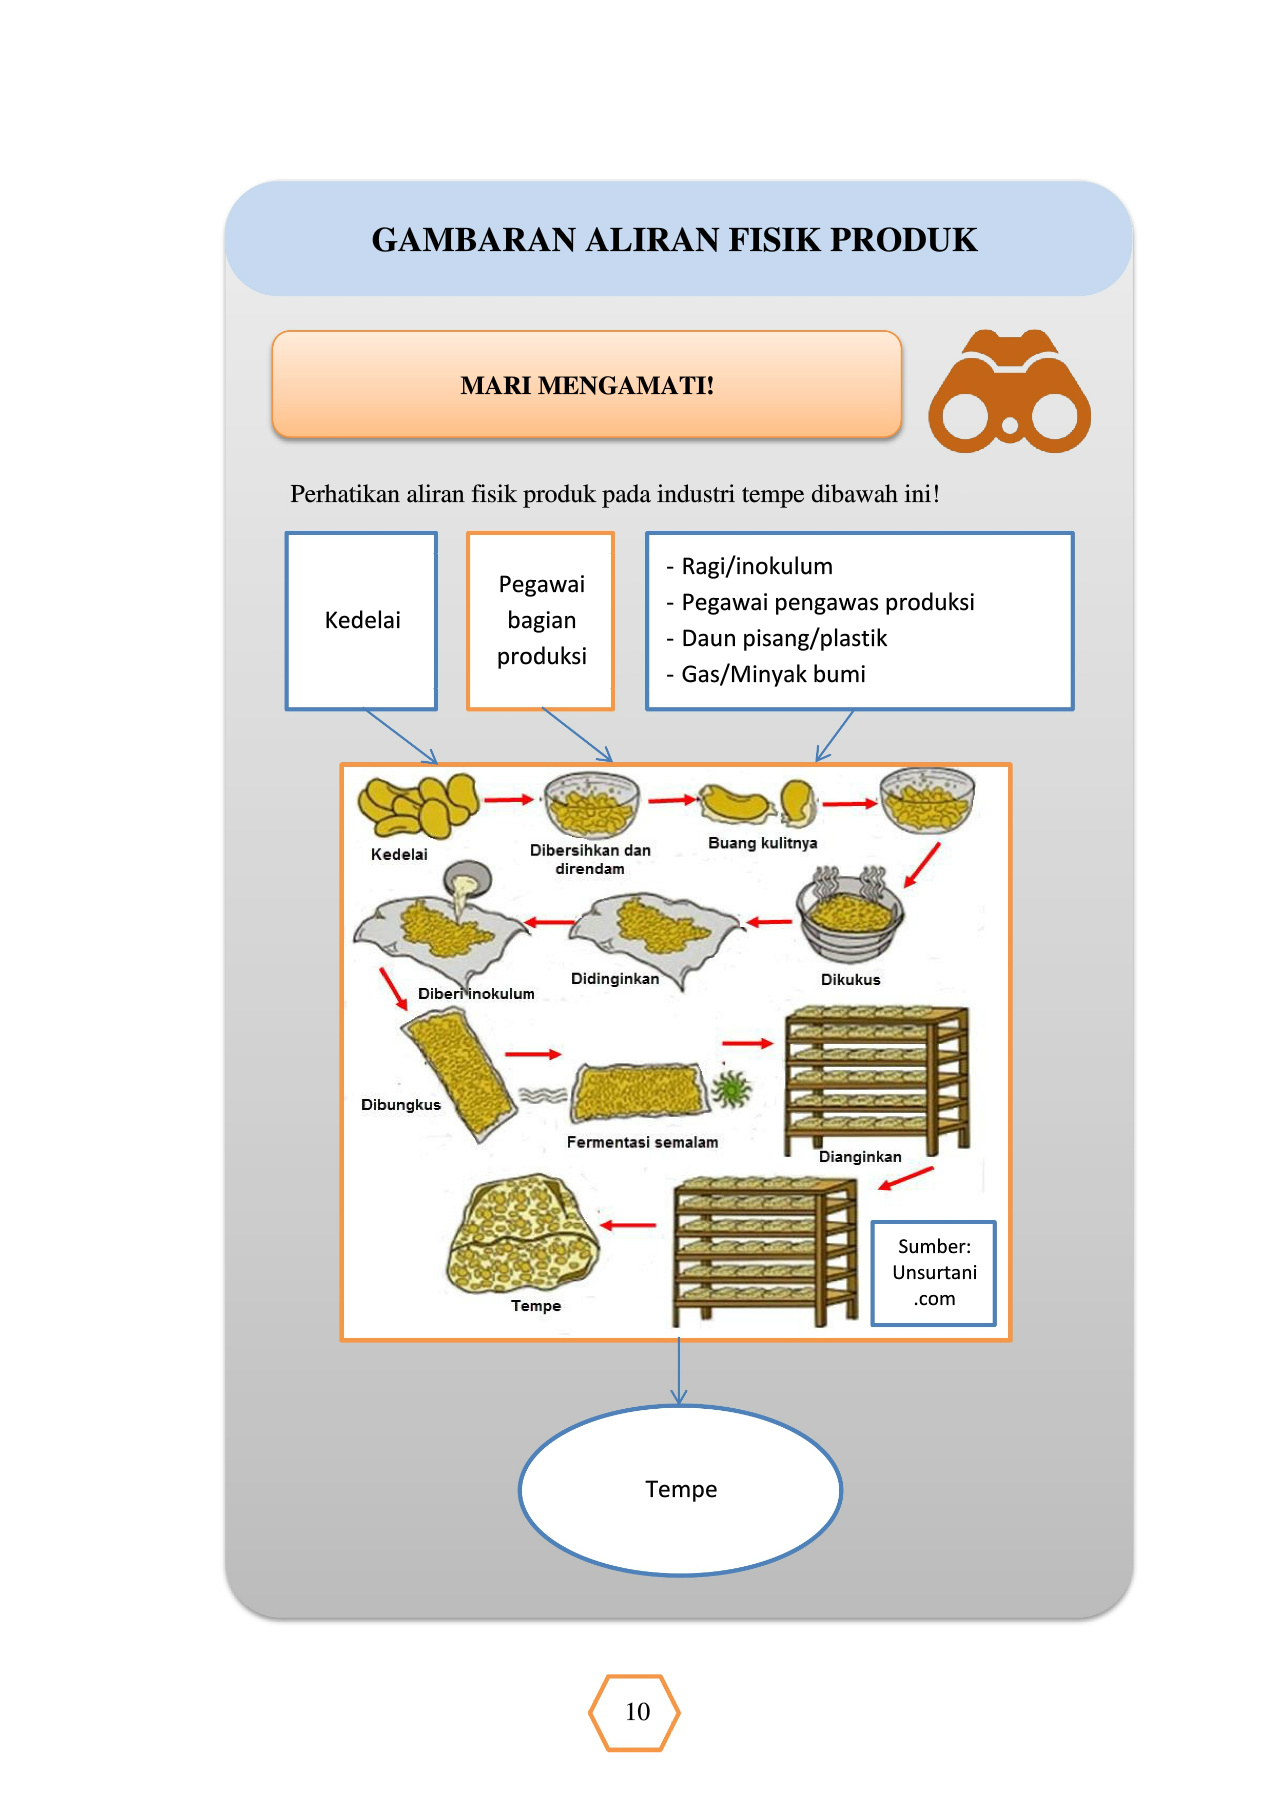 GAMBARAN ALIRAN FISIK PRODUK
MARI MENGAMATI!
Perhatikan aliran fisik produk pada industri tempe dibawah ini!
Kedelai
Pegawai
bagian
produksi
- Ragi/inokulum
- Pegawai pengawas produksi
- Daun pisang/plastik
- Gas/Minyak bumi
Kedelai
Dibersihkan dan
direndam
Buang kulitnya
Diberi inokulum
Didinginkan
Dikukus
Dibungkus
Fermentasi semalam
Dianginkan
Tempe
Sumber:
Unsurtani
.com
Tempe
10